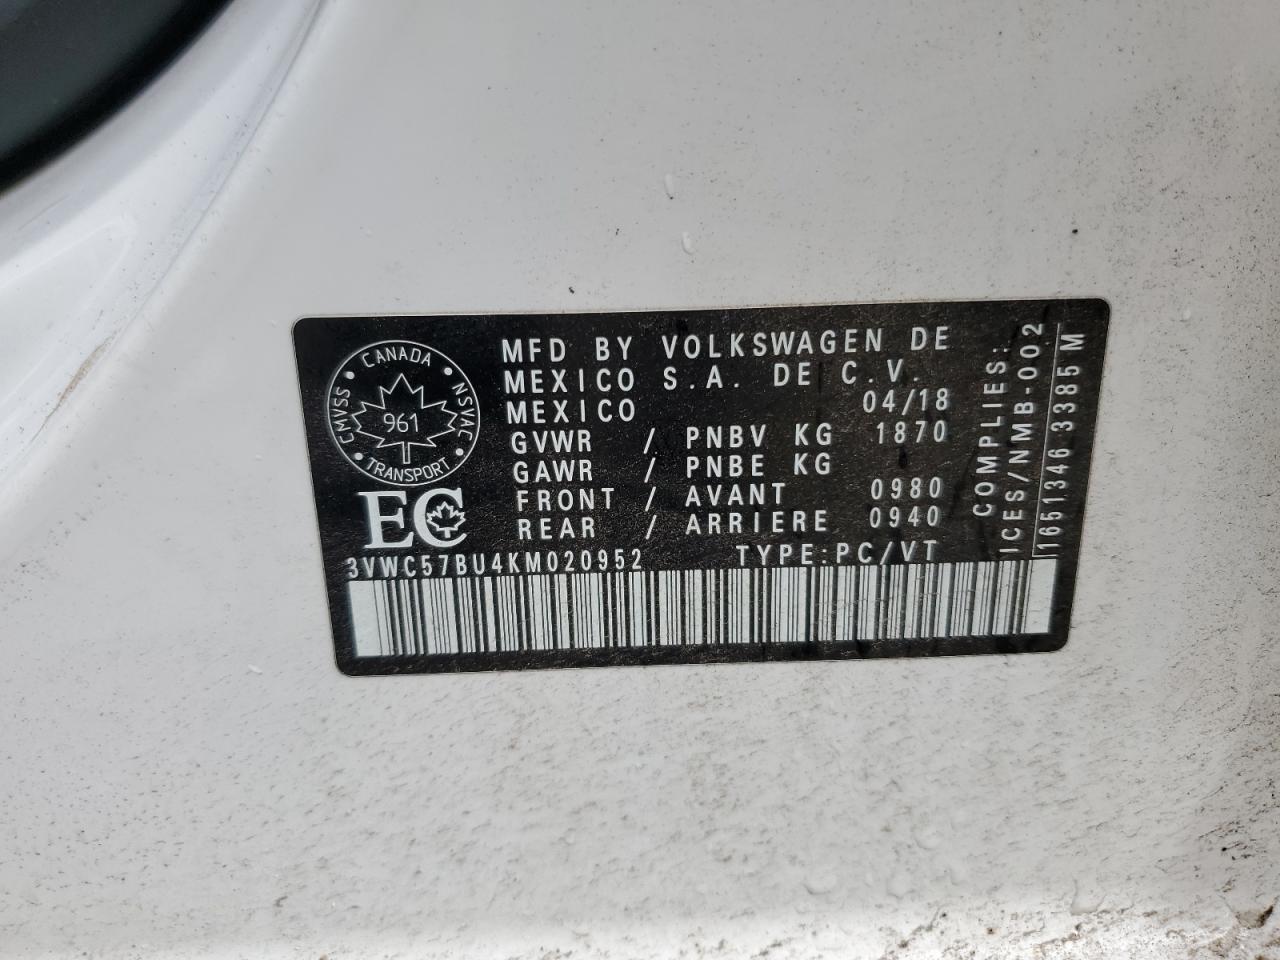 CANADA
CMVSS
NSVAC
961
TRANSPORT
EC
MFD BY VOLKSWAGEN DE
MEXICO S.A. DE C.V.
MEXICO 04/18
GVWR / PNBV KG 1870
GAWR / PNBE KG
FRONT / AVANT 0980
REAR / ARRIERE 0940
3VWC57BU4KM020952 TYPE:PC/VT
COMPLIES:
ICES/NMB-002
1651346 3385 M